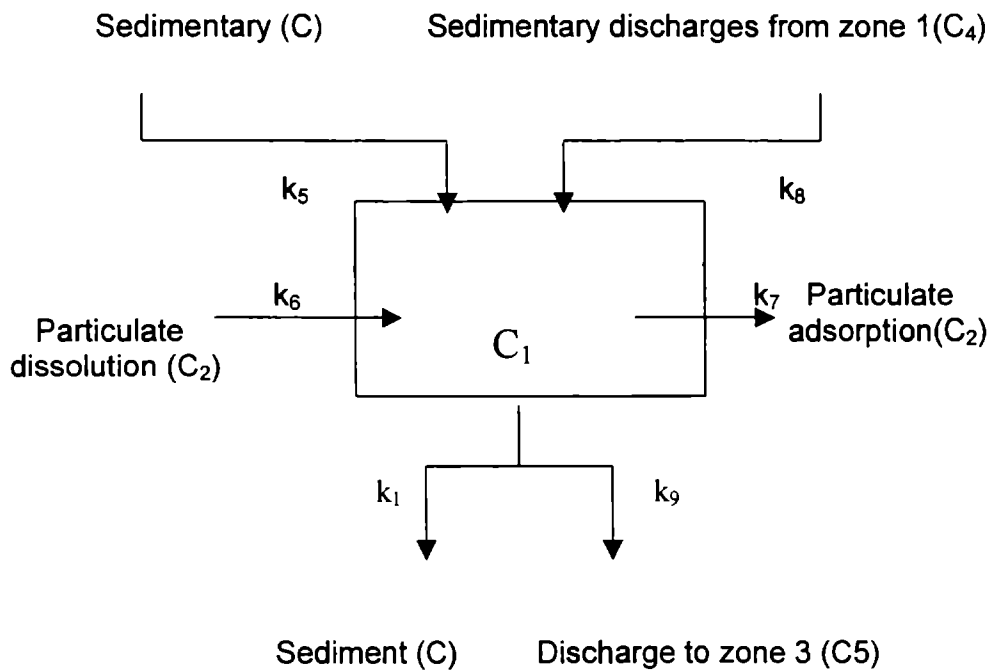 Sedimentary (C)
Sedimentary discharges from zone 1(C₄)
k₅
k₈
k₆
k₇
Particulate
adsorption(C₂)
Particulate
dissolution (C₂)
C₁
k₁
k₉
Sediment (C)
Discharge to zone 3 (C5)